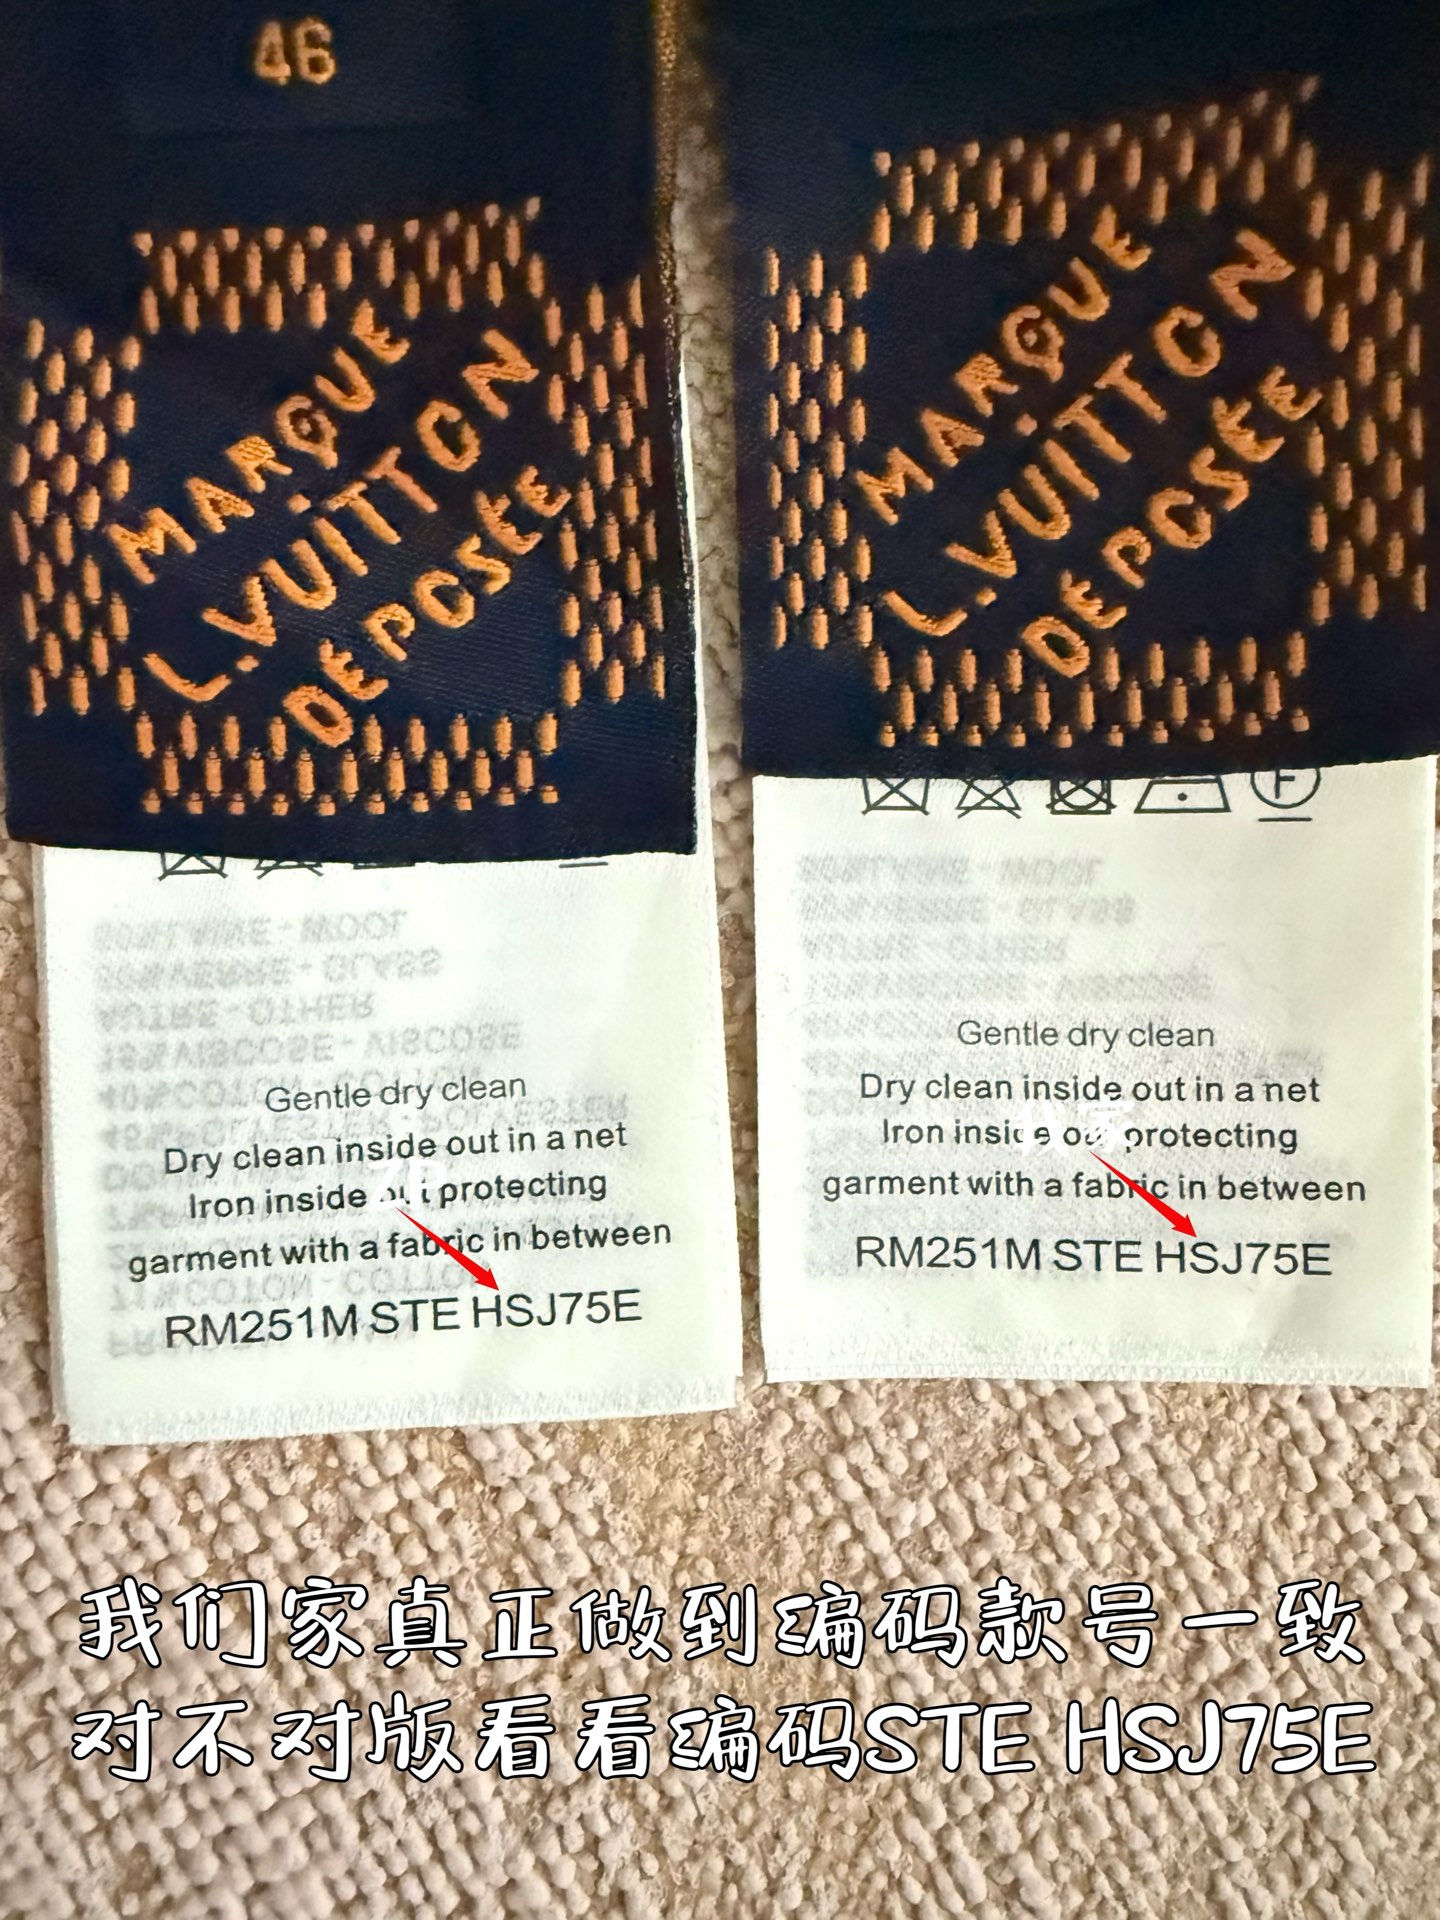 46
MARQUE
L.VUITTON
DEPOSÉE
MARQUE
L.VUITTON
DEPOSÉE
Gentle dry clean
Dry clean inside out in a net
Iron inside out protecting
garment with a fabric in between
RM251M STE HSJ75E
F
Gentle dry clean
Dry clean inside out in a net
Iron inside out protecting
garment with a fabric in between
RM251M STE HSJ75E
我们家真正做到编码款号一致
对不对版看看编码STE HSJ75E